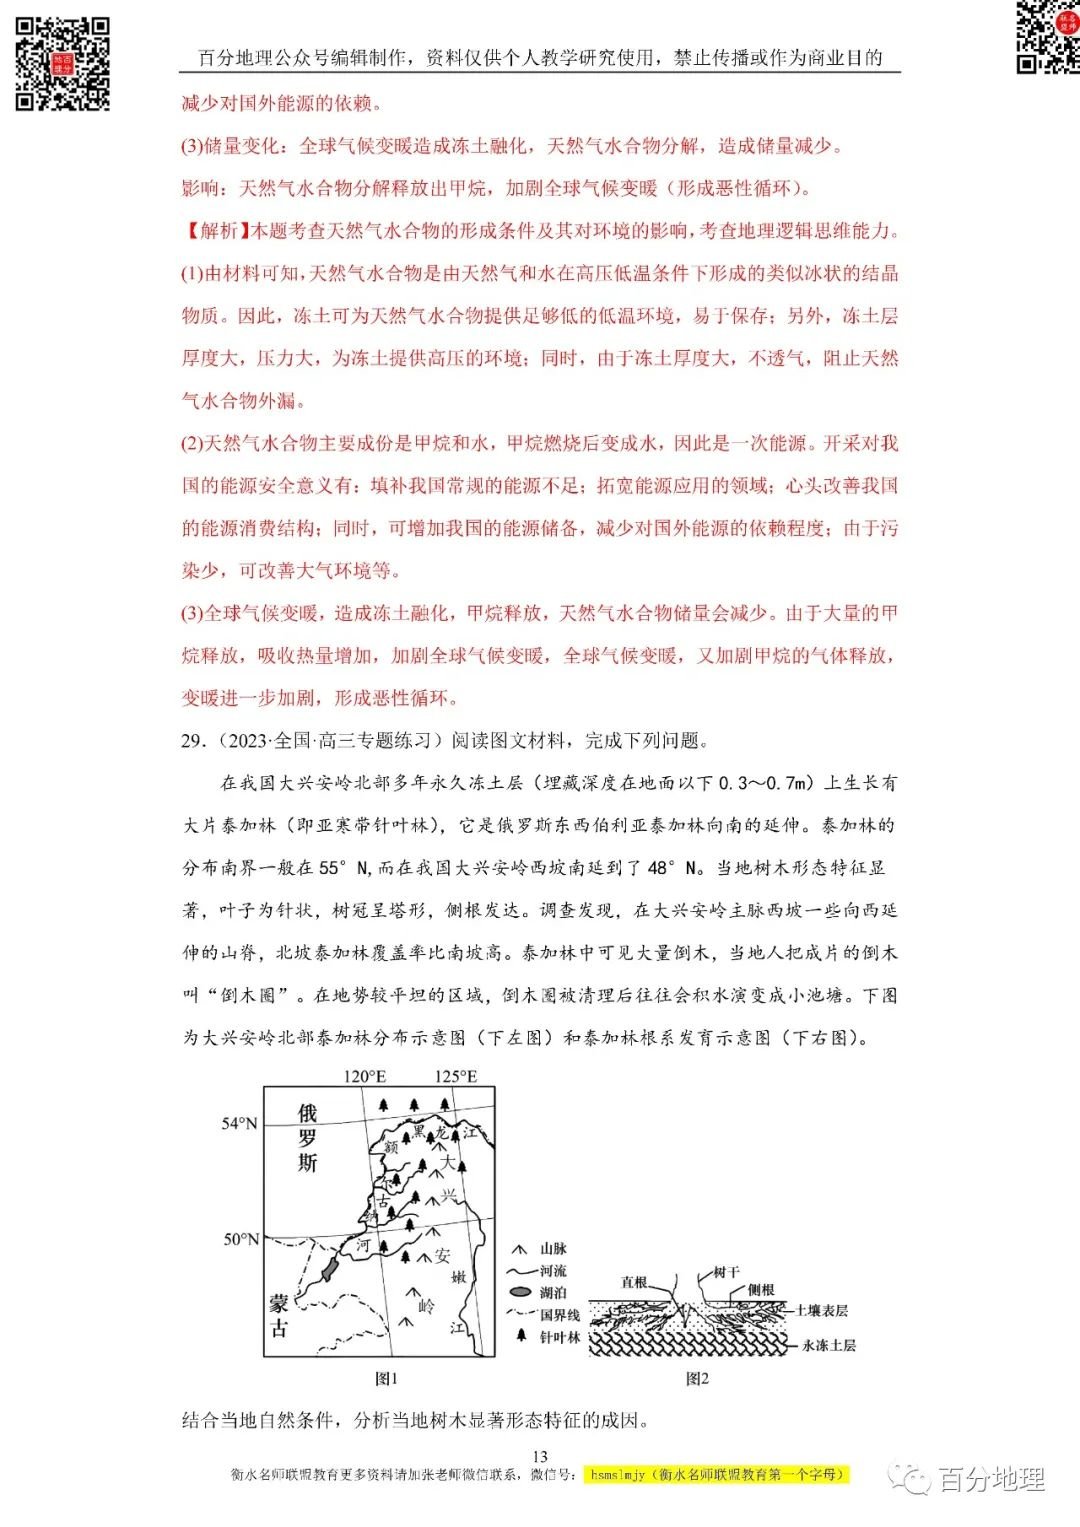 百分地理公众号编辑制作，资料仅供个人教学研究使用，禁止传播或作为商业目的
减少对国外能源的依赖。
(3)储量变化：全球气候变暖造成冻土融化，天然气水合物分解，造成储量减少。
影响：天然气水合物分解释放出甲烷，加剧全球气候变暖（形成恶性循环）。
【解析】本题考查天然气水合物的形成条件及其对环境的影响，考查地理逻辑思维能力。
(1)由材料可知，天然气水合物是由天然气和水在高压低温条件下形成的类似冰状的结晶
物质。因此，冻土可为天然气水合物提供足够低的低温环境，易于保存；另外，冻土层
厚度大，压力大，为冻土提供高压的环境；同时，由于冻土厚度大，不透气，阻止天然
气水合物外漏。
(2)天然气水合物主要成份是甲烷和水，甲烷燃烧后变成水，因此是一次能源。开采对我
国的能源安全意义有：填补我国常规的能源不足；拓宽能源应用的领域；心头改善我国
的能源消费结构；同时，可增加我国的能源储备，减少对国外能源的依赖程度；由于污
染少，可改善大气环境等。
(3)全球气候变暖，造成冻土融化，甲烷释放，天然气水合物储量会减少。由于大量的甲
烷释放，吸收热量增加，加剧全球气候变暖，全球气候变暖，又加剧甲烷的气体释放，
变暖进一步加剧，形成恶性循环。
29．（2023·全国·高三专题练习）阅读图文材料，完成下列问题。
在我国大兴安岭北部多年永久冻土层（埋藏深度在地面以下 0.3～0.7m）上生长有
大片泰加林（即亚寒带针叶林），它是俄罗斯东西伯利亚泰加林向南的延伸。泰加林的
分布南界一般在 55° N,而在我国大兴安岭西坡南延到了 48° N。当地树木形态特征显
著，叶子为针状，树冠呈塔形，侧根发达。调查发现，在大兴安岭主脉西坡一些向西延
伸的山脊，北坡泰加林覆盖率比南坡高。泰加林中可见大量倒木，当地人把成片的倒木
叫“倒木圈”。在地势较平坦的区域，倒木圈被清理后往往会积水演变成小池塘。下图
为大兴安岭北部泰加林分布示意图（下左图）和泰加林根系发育示意图（下右图）。
120°E 125°E
54°N
50°N
俄罗斯
蒙古
黑龙江
额尔古纳河
大兴安岭
嫩江
山脉
河流
湖泊
国界线
针叶林
图1
直根
树干
侧根
土壤表层
永冻土层
图2
结合当地自然条件，分析当地树木显著形态特征的成因。
13
衡水名师联盟教育更多资料请加张老师微信联系，微信号： hsmslmjy（衡水名师联盟教育第一个字母）
百分地理